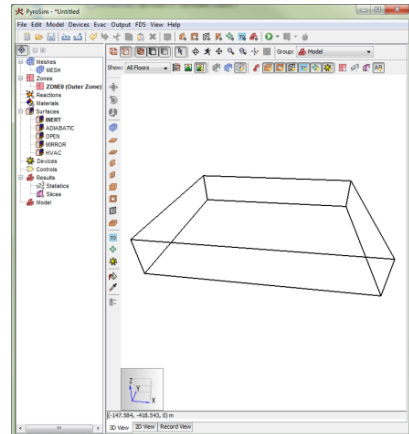 PyroSim - "Untitled
File Edit Model Devices Evac Output FDS View Help
Group: Model
Show: All Floors
Meshes
MESH
Zones
ZONE0 (Outer Zone)
Reactions
Materials
Surfaces
INERT
ADIABATIC
OPEN
MIRROR
HVAC
Devices
Controls
Results
Statistics
Slices
Model
Z
Y
X
(-147.584, -418.543, 0) m
3D View 2D View Record View